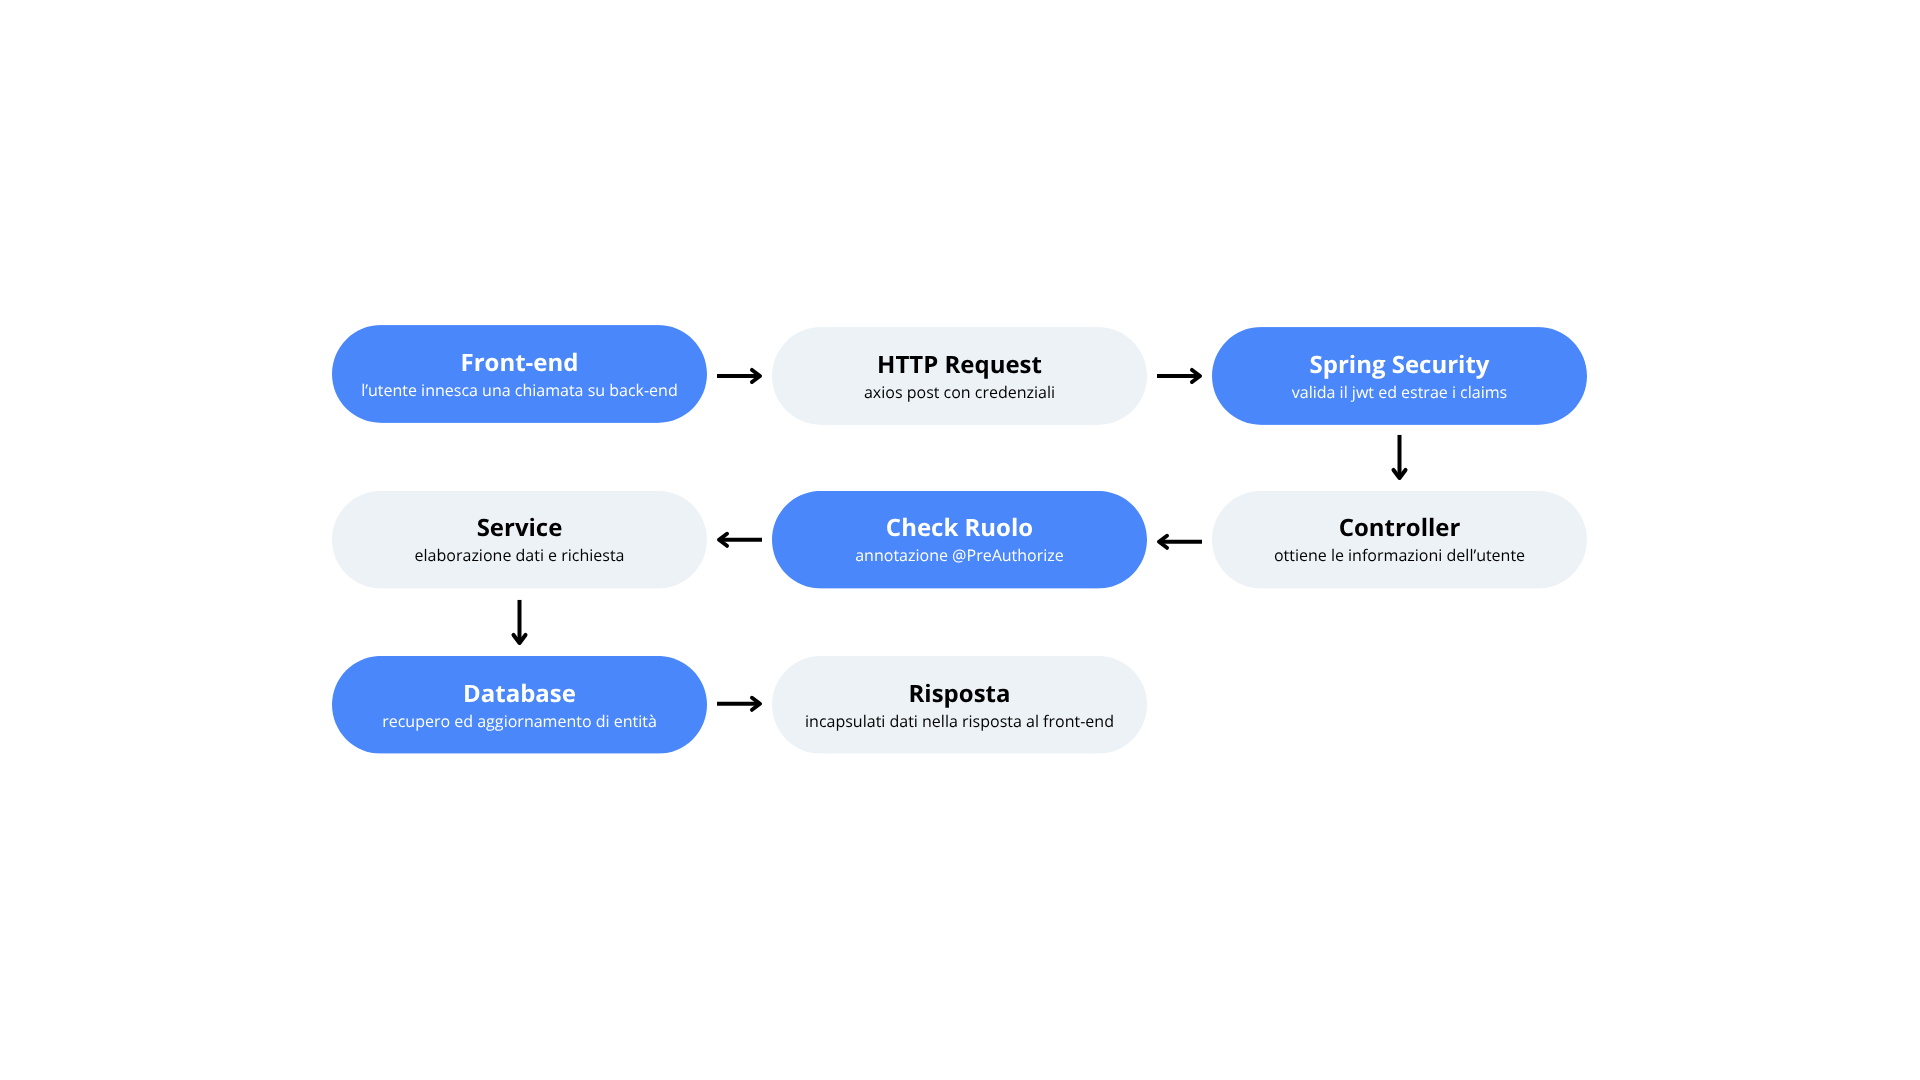 Front-end
l’utente innesca una chiamata su back-end
HTTP Request
axios post con credenziali
Spring Security
valida il jwt ed estrae i claims
Service
elaborazione dati e richiesta
Check Ruolo
annotazione @PreAuthorize
Controller
ottiene le informazioni dell’utente
Database
recupero ed aggiornamento di entità
Risposta
incapsulati dati nella risposta al front-end